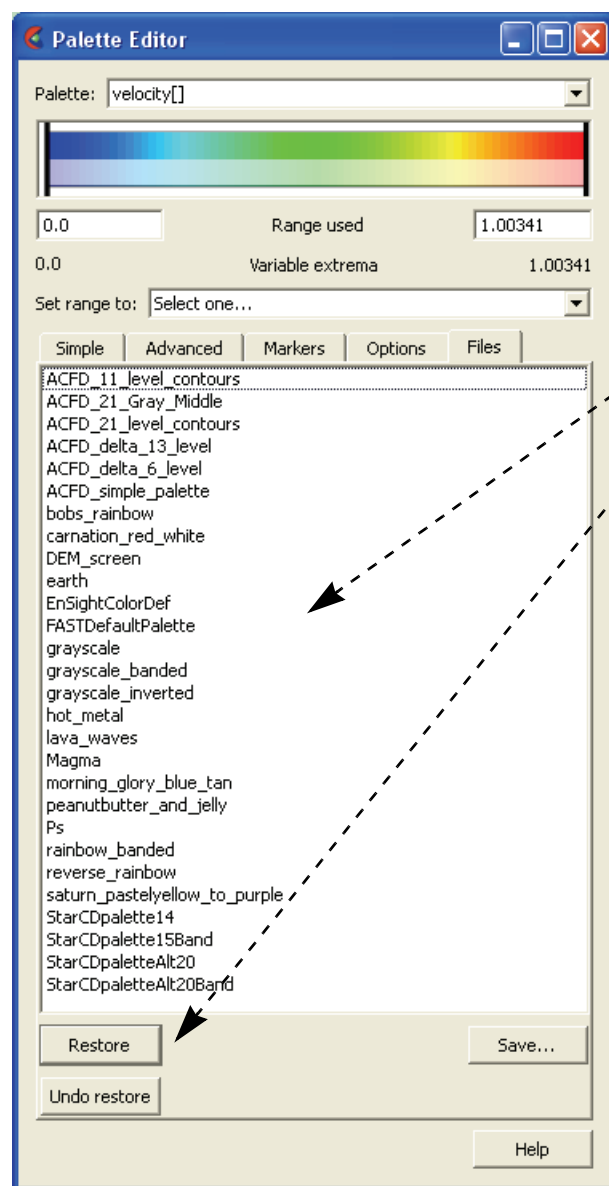 Palette Editor
Palette: velocity[]
0.0 Range used 1.00341
0.0 Variable extrema 1.00341
Set range to: Select one...
Simple Advanced Markers Options Files
ACFD_11_level_contours
ACFD_21_Gray_Middle
ACFD_21_level_contours
ACFD_delta_13_level
ACFD_delta_6_level
ACFD_simple_palette
bobs_rainbow
carnation_red_white
DEM_screen
earth
EnSightColorDef
FASTDefaultPalette
grayscale
grayscale_banded
grayscale_inverted
hot_metal
lava_waves
Magma
morning_glory_blue_tan
peanutbutter_and_jelly
Ps
rainbow_banded
reverse_rainbow
saturn_pastelyellow_to_purple
StarCDpalette14
StarCDpalette15Band
StarCDpaletteAlt20
StarCDpaletteAlt20Band
Restore Save...
Undo restore
Help